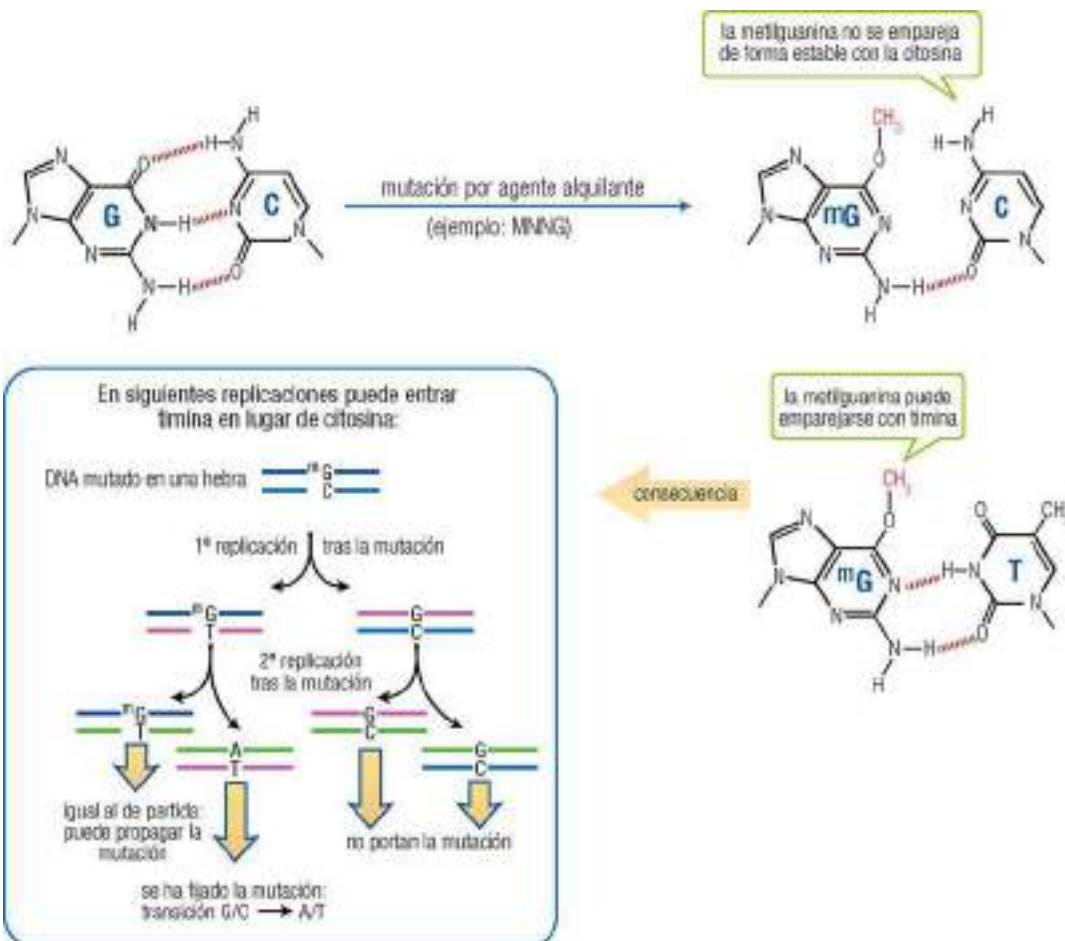 la metilguanina no se empareja
de forma estable con la citosina
H
H–N
O
N
G
N–H
N
C
N
N
N
N–H
O
H
mutación por agente alquilante
(ejemplo: MNNG)
CH3
O
N
mG
N
N
N
N–H
H
H
H–N
N
C
N
O
En siguientes replicaciones puede entrar
timina en lugar de citosina:
DNA mutado en una hebra
mG
C
1ª replicación
tras la mutación
mG
T
G
C
2ª replicación
tras la mutación
mG
T
A
T
G
C
G
C
igual al de partida:
puede propagar la
mutación
no portan la mutación
se ha fijado la mutación:
transición G/C → A/T
consecuencia
la metilguanina puede
emparejarse con timina
CH3
O
N
mG
N
N
N
N–H
H
O
CH
H–N
T
N
O